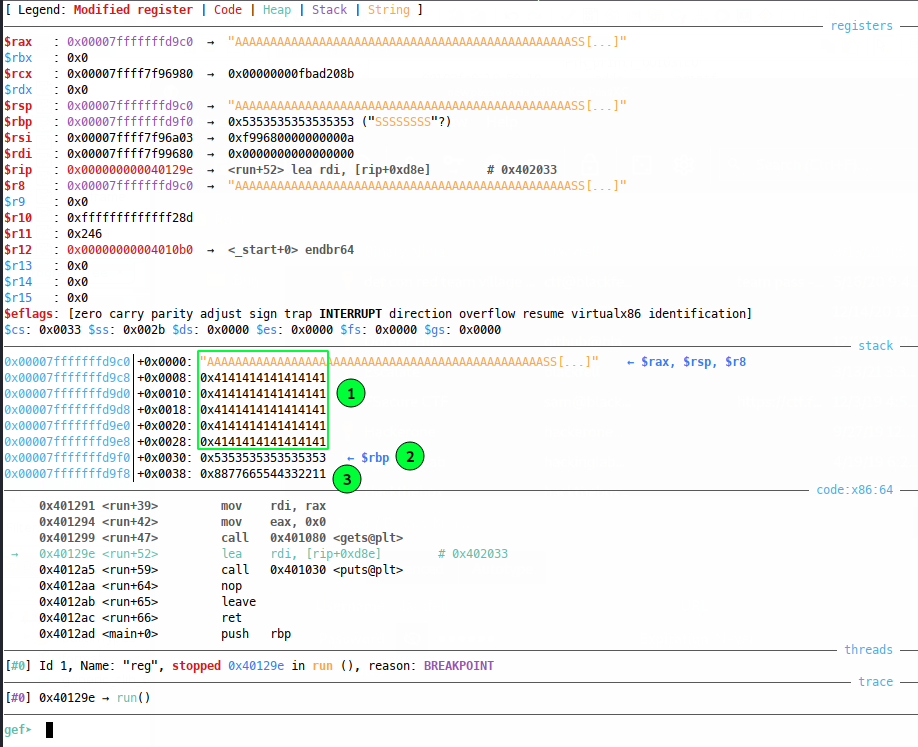 [ Legend: Modified register | Code | Heap | Stack | String ]
registers
$rax   : 0x00007fffffffd9c0  →  "AAAAAAAAAAAAAAAAAAAAAAAAAAAAAAAAAAAAAAAAAAAAAAAASS[...]"
$rbx   : 0x0
$rcx   : 0x00007ffff7f96980  →  0x00000000fbad208b
$rdx   : 0x0
$rsp   : 0x00007fffffffd9c0  →  "AAAAAAAAAAAAAAAAAAAAAAAAAAAAAAAAAAAAAAAAAAAAAAAASS[...]"
$rbp   : 0x00007fffffffd9f0  →  0x5353535353535353 ("SSSSSSSS"?)
$rsi   : 0x00007ffff7f96a03  →  0xf99680000000000a
$rdi   : 0x00007ffff7f99680  →  0x0000000000000000
$rip   : 0x000000000040129e  →  <run+52> lea rdi, [rip+0xd8e]        # 0x402033
$r8    : 0x00007fffffffd9c0  →  "AAAAAAAAAAAAAAAAAAAAAAAAAAAAAAAAAAAAAAAAAAAAAAAASS[...]"
$r9    : 0x0
$r10   : 0xfffffffffffff28d
$r11   : 0x246
$r12   : 0x00000000004010b0  →  <_start+0> endbr64
$r13   : 0x0
$r14   : 0x0
$r15   : 0x0
$eflags: [zero carry parity adjust sign trap INTERRUPT direction overflow resume virtualx86 identification]
$cs: 0x0033 $ss: 0x002b $ds: 0x0000 $es: 0x0000 $fs: 0x0000 $gs: 0x0000
stack
0x00007fffffffd9c0│+0x0000: "AAAAAAAAAAAAAAAAAAAAAAAAAAAAAAAAAAAAAAAAAAAAAAAASS[...]"    ← $rax, $rsp, $r8
0x00007fffffffd9c8│+0x0008: 0x4141414141414141
0x00007fffffffd9d0│+0x0010: 0x4141414141414141 1
0x00007fffffffd9d8│+0x0018: 0x4141414141414141
0x00007fffffffd9e0│+0x0020: 0x4141414141414141
0x00007fffffffd9e8│+0x0028: 0x4141414141414141
0x00007fffffffd9f0│+0x0030: 0x5353535353535353   ← $rbp 2
0x00007fffffffd9f8│+0x0038: 0x8877665544332211 3
code:x86:64
0x401291 <run+39>         mov    rdi, rax
0x401294 <run+42>         mov    eax, 0x0
0x401299 <run+47>         call   0x401080 <gets@plt>
→   0x40129e <run+52>         lea    rdi, [rip+0xd8e]        # 0x402033
0x4012a5 <run+59>         call   0x401030 <puts@plt>
0x4012aa <run+64>         nop
0x4012ab <run+65>         leave
0x4012ac <run+66>         ret
0x4012ad <main+0>         push   rbp
threads
[#0] Id 1, Name: "reg", stopped 0x40129e in run (), reason: BREAKPOINT
trace
[#0] 0x40129e → run()
gef➤